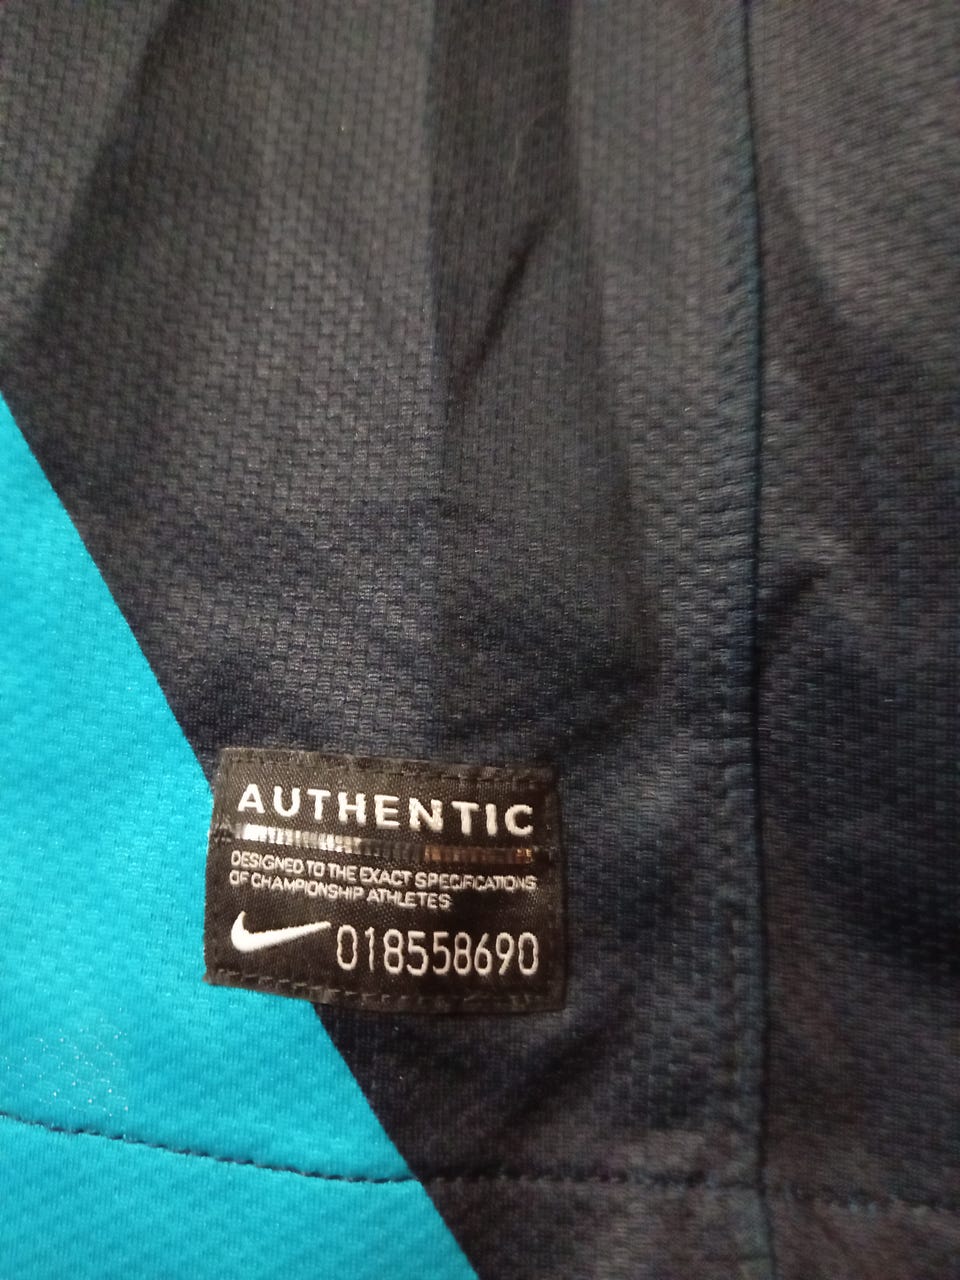 AUTHENTIC
DESIGNED TO THE EXACT SPECIFICATIONS
OF CHAMPIONSHIP ATHLETES
018558690